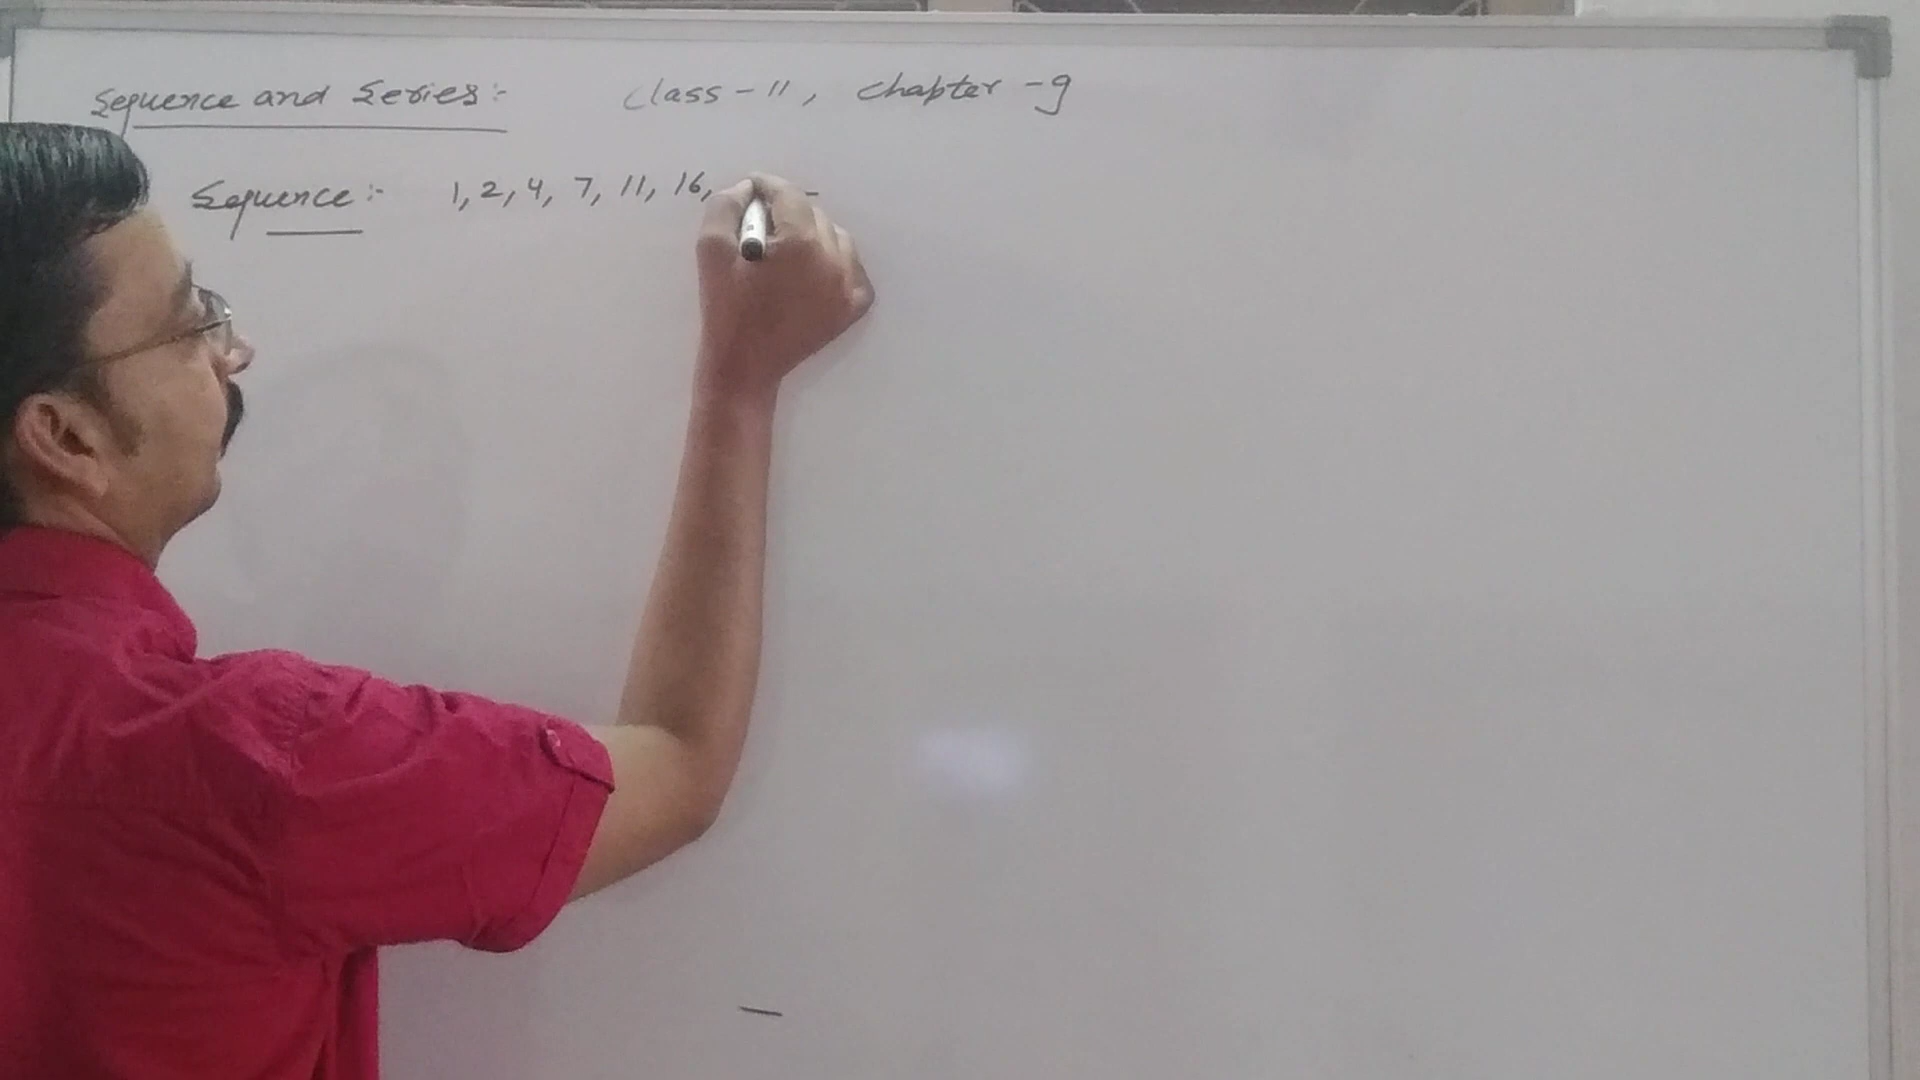 Sequence and Series:- Class-11, Chapter-9
Sequence:- 1, 2, 4, 7, 11, 16, -